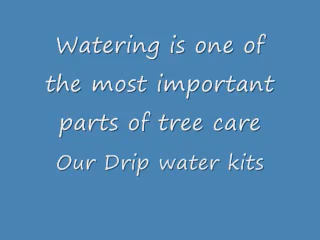 Watering is one of
the most important
parts of tree care
Our Drip water kits